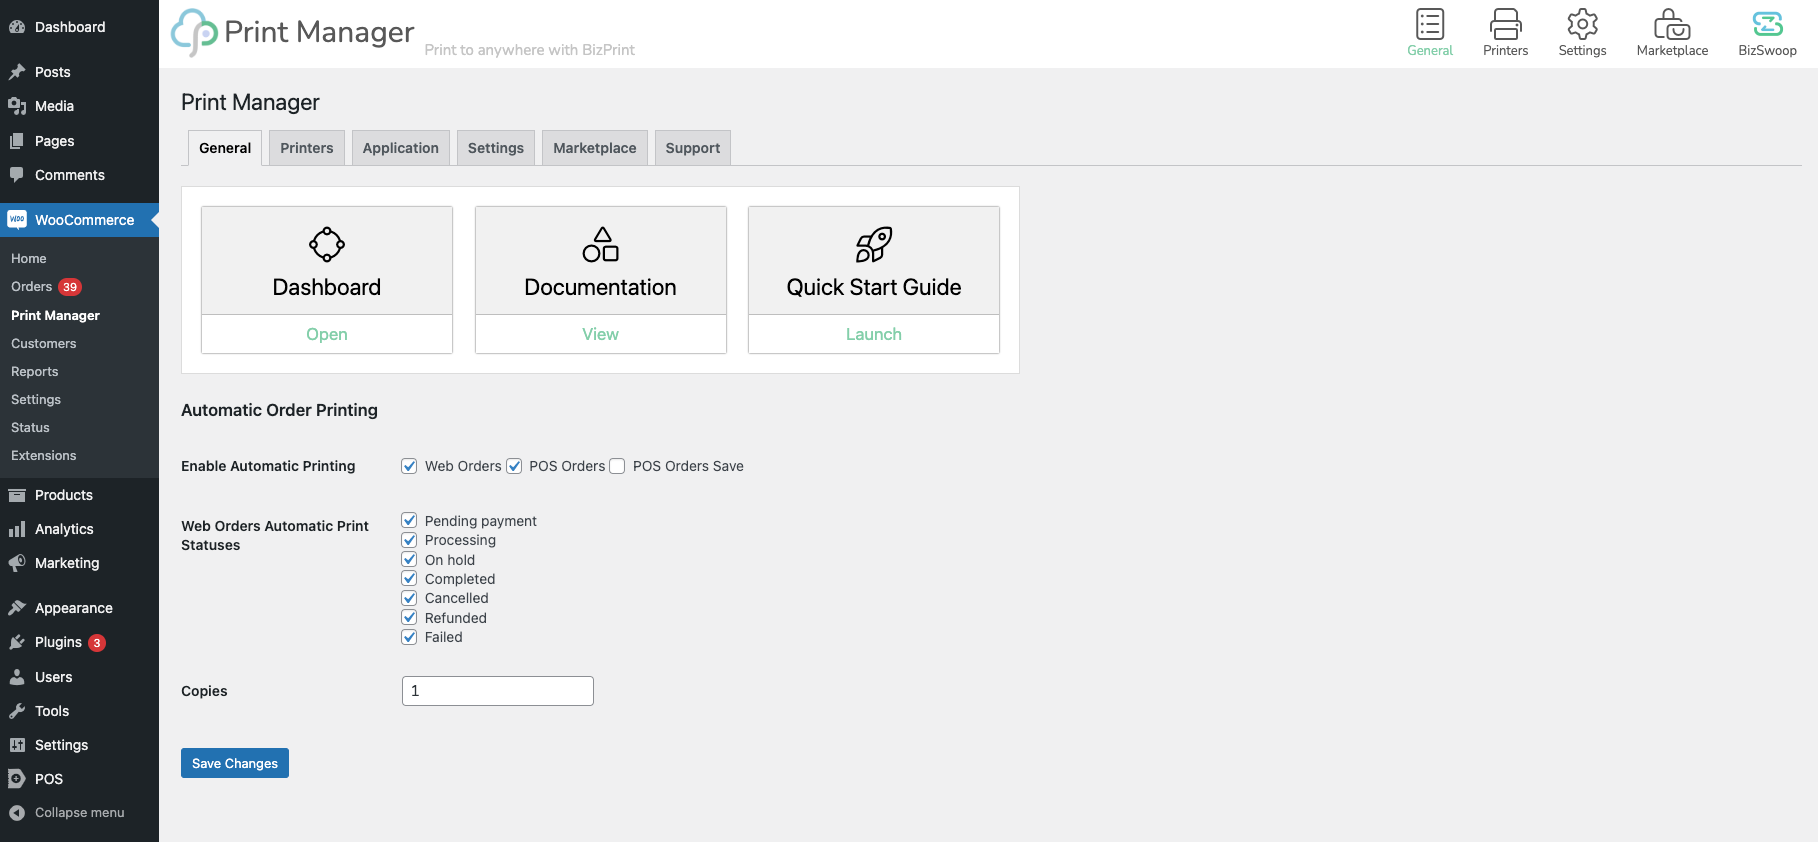 Dashboard
Posts
Media
Pages
Comments
woo WooCommerce
Home
Orders 39
Print Manager
Customers
Reports
Settings
Status
Extensions
Products
Analytics
Marketing
Appearance
Plugins 3
Users
Tools
Settings
POS
Collapse menu
Print Manager Print to anywhere with BizPrint
General Printers Settings Marketplace BizSwoop
Print Manager
General Printers Application Settings Marketplace Support
Dashboard Documentation Quick Start Guide
Open View Launch
Automatic Order Printing
Enable Automatic Printing Web Orders POS Orders POS Orders Save
Web Orders Automatic Print
Statuses
Pending payment
Processing
On hold
Completed
Cancelled
Refunded
Failed
Copies 1
Save Changes